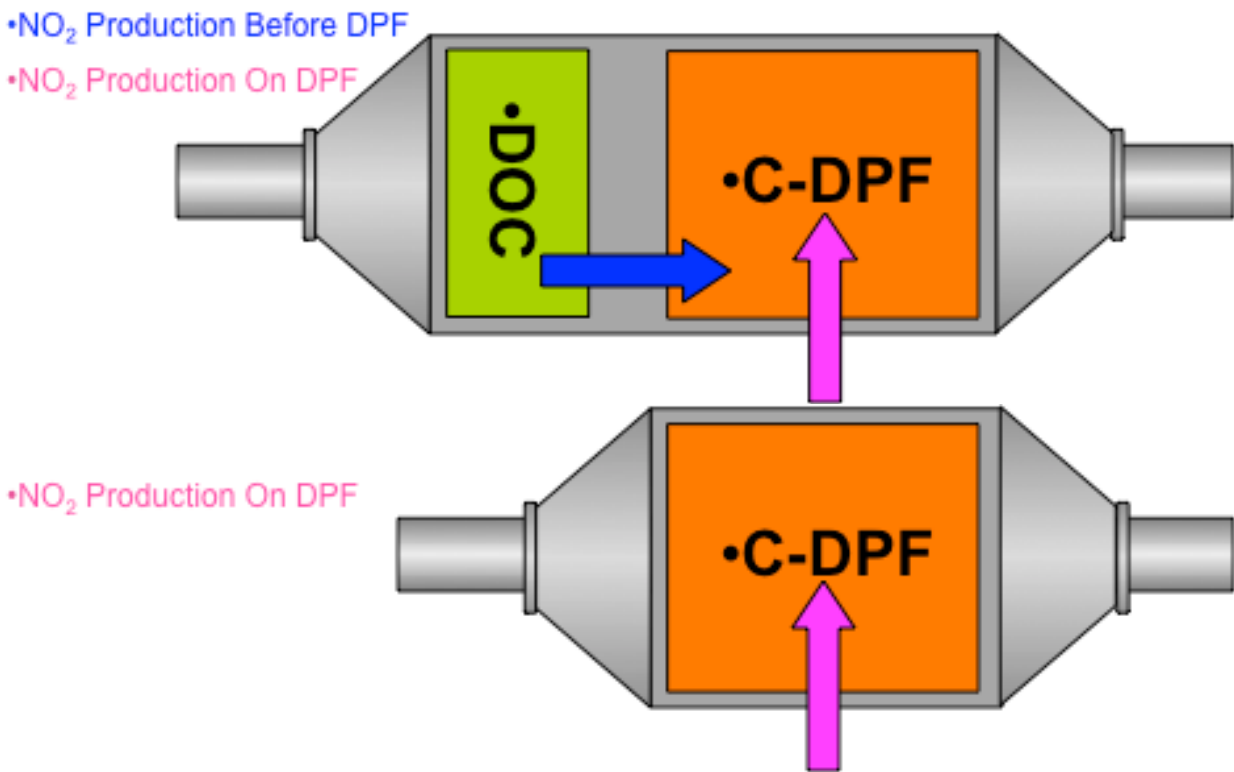 •NO₂ Production Before DPF
•NO₂ Production On DPF
•DOC
•C-DPF
•NO₂ Production On DPF
•C-DPF